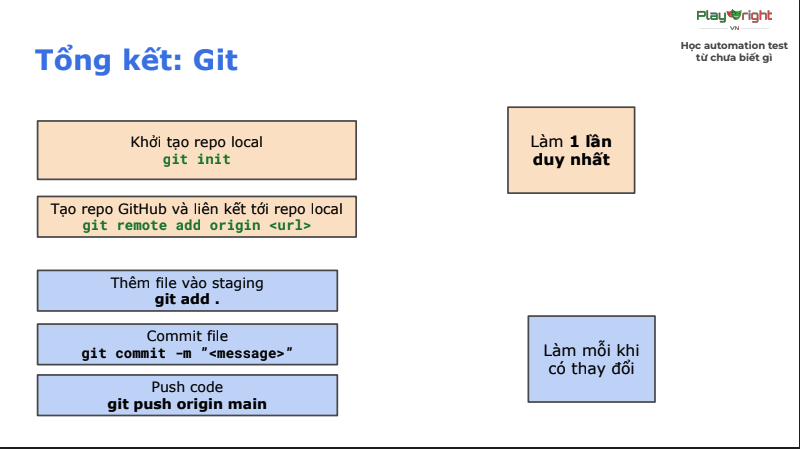 Playwright
VN
Học automation test
từ chưa biết gì
Tổng kết: Git
Khởi tạo repo local
git init
Làm 1 lần
duy nhất
Tạo repo GitHub và liên kết tới repo local
git remote add origin <url>
Thêm file vào staging
git add .
Commit file
git commit -m "<message>"
Push code
git push origin main
Làm mỗi khi
có thay đổi